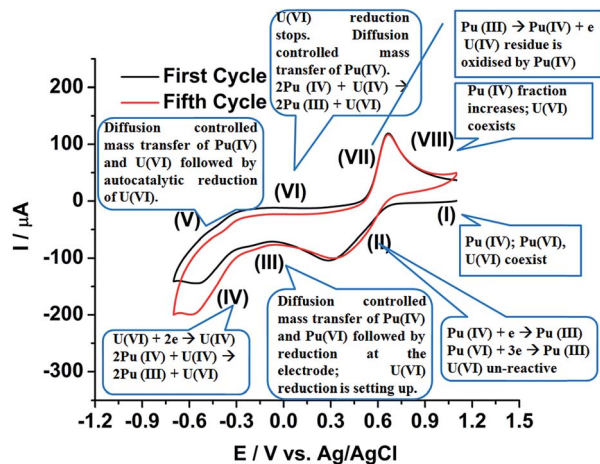 U(VI) reduction
stops. Diffusion
controlled mass
transfer of Pu(IV).
2Pu (IV) + U(IV) →
2Pu (III) + U(VI)
Pu (III) → Pu(IV) + e
U(IV) residue is
oxidised by Pu(IV)
Pu (IV) fraction
increases; U(VI)
coexists
First Cycle
Fifth Cycle
Diffusion controlled
mass transfer of Pu(IV)
and U(VI) followed by
autocatalytic reduction
of U(VI).
(VII)
(VIII)
(VI)
(V)
(I)
(II)
(III)
(IV)
Pu (IV); Pu(VI),
U(VI) coexist
U(VI) + 2e → U(IV)
2Pu (IV) + U(IV) →
2Pu (III) + U(VI)
Diffusion controlled
mass transfer of Pu(IV)
and Pu(VI) followed by
reduction at the
electrode; U(VI)
reduction is setting up.
Pu (IV) + e → Pu (III)
Pu (VI) + 3e → Pu (III)
U(VI) un-reactive
I / µA
300
200
100
0
-100
-200
-300
-1.2 -0.9 -0.6 -0.3 0.0 0.3 0.6 0.9 1.2 1.5
E / V vs. Ag/AgCl